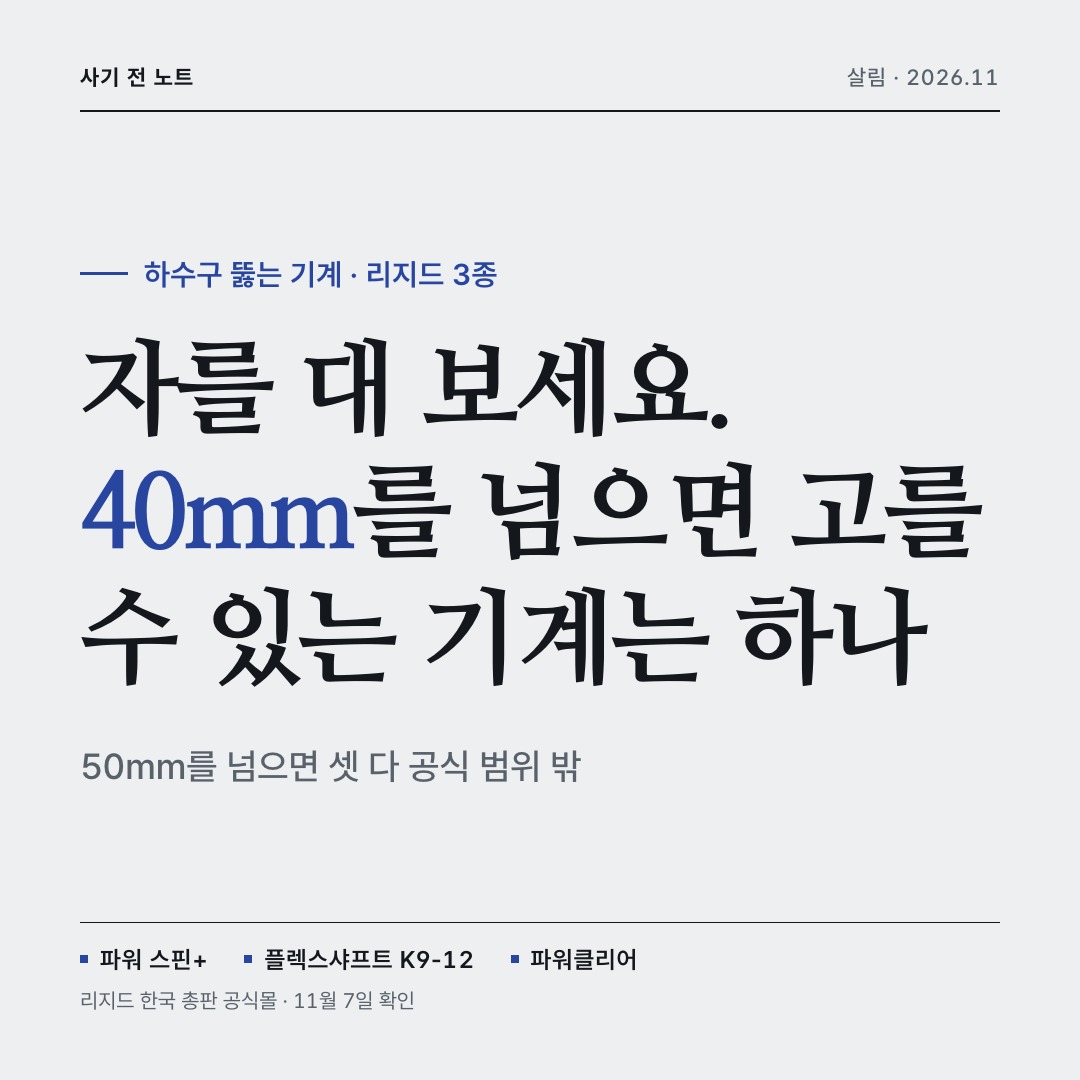 사기 전 노트
살림 · 2026.11
하수구 뚫는 기계 · 리지드 3종
자를 대 보세요.
40mm를 넘으면 고를
수 있는 기계는 하나
50mm를 넘으면 셋 다 공식 범위 밖
파워 스핀+ 플렉스샤프트 K9-12 파워클리어
리지드 한국 총판 공식몰 · 11월 7일 확인